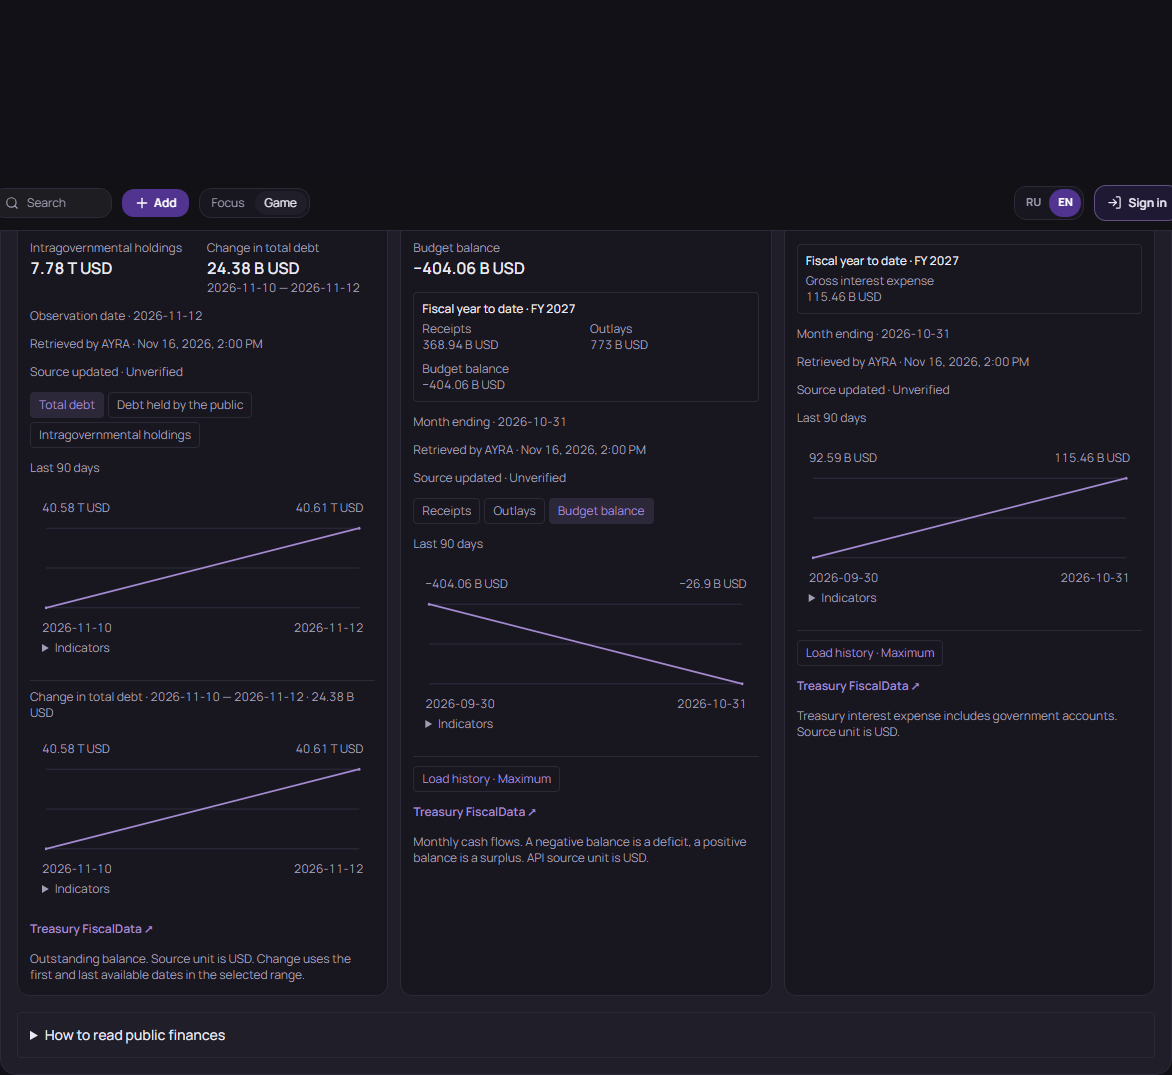 Search
Add
Focus
Game
RU
EN
Sign in
Intragovernmental holdings
7.78 T USD
Change in total debt
24.38 B USD
2026-11-10 — 2026-11-12
Observation date · 2026-11-12
Retrieved by AYRA · Nov 16, 2026, 2:00 PM
Source updated · Unverified
Total debt
Debt held by the public
Intragovernmental holdings
Last 90 days
40.58 T USD
40.61 T USD
2026-11-10
2026-11-12
Indicators
Change in total debt · 2026-11-10 — 2026-11-12 · 24.38 B
USD
40.58 T USD
40.61 T USD
2026-11-10
2026-11-12
Indicators
Treasury FiscalData ↗
Outstanding balance. Source unit is USD. Change uses the
first and last available dates in the selected range.
Budget balance
−404.06 B USD
Fiscal year to date · FY 2027
Receipts
368.94 B USD
Outlays
773 B USD
Budget balance
−404.06 B USD
Month ending · 2026-10-31
Retrieved by AYRA · Nov 16, 2026, 2:00 PM
Source updated · Unverified
Receipts
Outlays
Budget balance
Last 90 days
−404.06 B USD
−26.9 B USD
2026-09-30
2026-10-31
Indicators
Load history · Maximum
Treasury FiscalData ↗
Monthly cash flows. A negative balance is a deficit, a positive
balance is a surplus. API source unit is USD.
Fiscal year to date · FY 2027
Gross interest expense
115.46 B USD
Month ending · 2026-10-31
Retrieved by AYRA · Nov 16, 2026, 2:00 PM
Source updated · Unverified
Last 90 days
92.59 B USD
115.46 B USD
2026-09-30
2026-10-31
Indicators
Load history · Maximum
Treasury FiscalData ↗
Treasury interest expense includes government accounts.
Source unit is USD.
How to read public finances